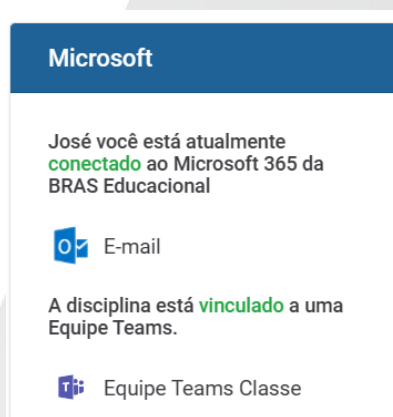 Microsoft
José você está atualmente
conectado ao Microsoft 365 da
BRAS Educacional
E-mail
A disciplina está vinculado a uma
Equipe Teams.
Equipe Teams Classe